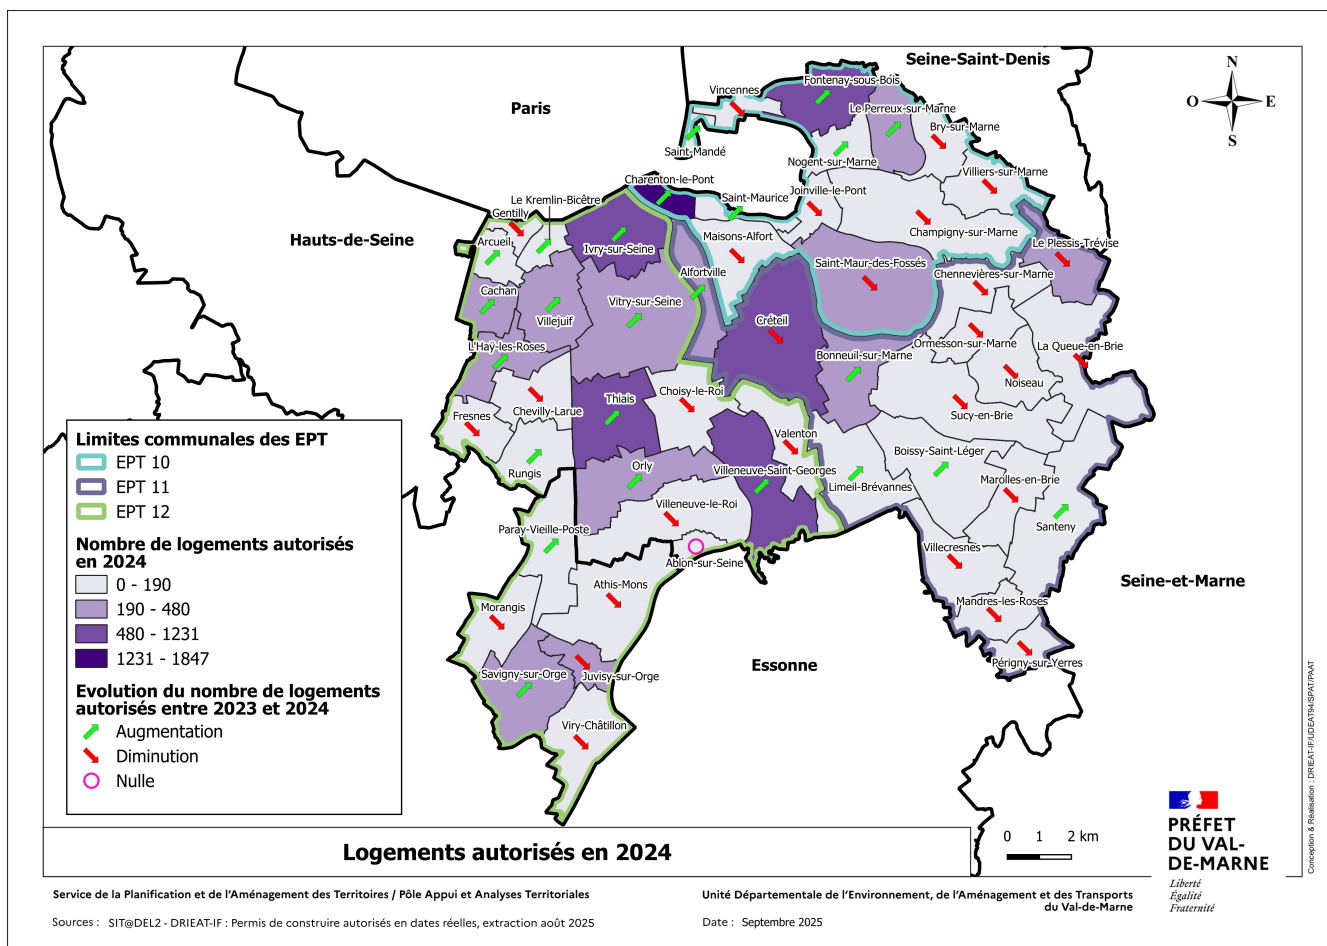 Seine-Saint-Denis
Paris
Hauts-de-Seine
Seine-et-Marne
Essonne
N
O
E
S
Vincennes
Fontenay-sous-Bois
Le Perreux-sur-Marne
Bry-sur-Marne
Saint-Mandé
Nogent-sur-Marne
Villiers-sur-Marne
Charenton-le-Pont
Saint-Maurice
Joinville-le-Pont
Le Kremlin-Bicêtre
Gentilly
Arcueil
Ivry-sur-Seine
Maisons-Alfort
Champigny-sur-Marne
Le Plessis-Trévise
Saint-Maur-des-Fossés
Chennevières-sur-Marne
Alfortville
Cachan
Villejuif
Vitry-sur-Seine
Créteil
Ormesson-sur-Marne
La Queue-en-Brie
L'Haÿ-les-Roses
Bonneuil-sur-Marne
Noiseau
Sucy-en-Brie
Choisy-le-Roi
Thiais
Chevilly-Larue
Fresnes
Valenton
Rungis
Orly
Villeneuve-Saint-Georges
Limeil-Brévannes
Boissy-Saint-Léger
Marolles-en-Brie
Santeny
Villeneuve-le-Roi
Paray-Vieille-Poste
Ablon-sur-Seine
Villecresnes
Athis-Mons
Mandres-les-Roses
Morangis
Périgny-sur-Yerres
Savigny-sur-Orge
Juvisy-sur-Orge
Viry-Châtillon
Limites communales des EPT
EPT 10
EPT 11
EPT 12
Nombre de logements autorisés
en 2024
0 - 190
190 - 480
480 - 1231
1231 - 1847
Evolution du nombre de logements
autorisés entre 2023 et 2024
Augmentation
Diminution
Nulle
0 1 2 km
Logements autorisés en 2024
PRÉFET
DU VAL-
DE-MARNE
Liberté
Égalité
Fraternité
Conception & Réalisation : DRIEAT-IF/UDEAT94/SPAT/PAAT
Service de la Planification et de l'Aménagement des Territoires / Pôle Appui et Analyses Territoriales
Sources : SIT@DEL2 - DRIEAT-IF : Permis de construire autorisés en dates réelles, extraction août 2025
Unité Départementale de l'Environnement, de l'Aménagement et des Transports
du Val-de-Marne
Date : Septembre 2025